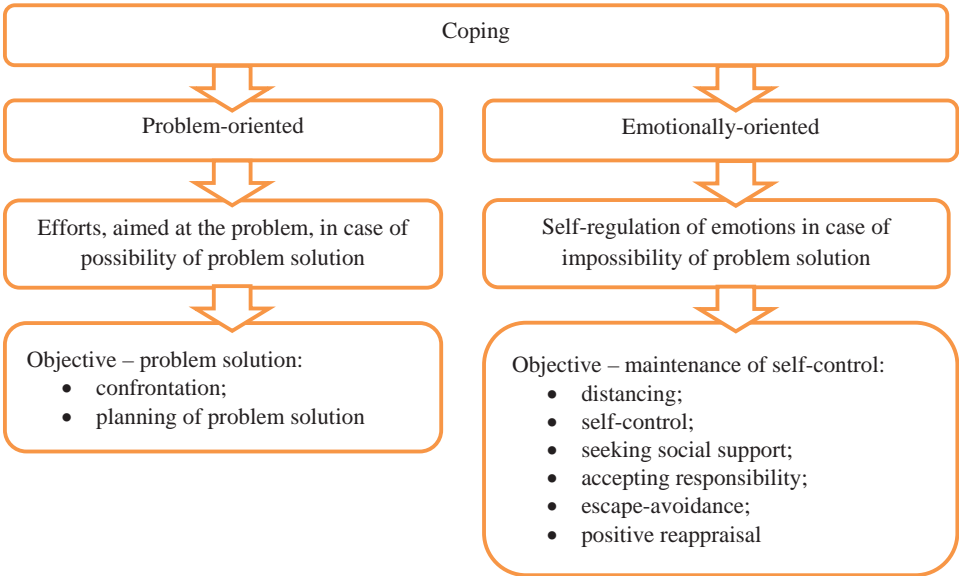 Coping
Problem-oriented
Emotionally-oriented
Efforts, aimed at the problem, in case of
possibility of problem solution
Self-regulation of emotions in case of
impossibility of problem solution
Objective – problem solution:
• confrontation;
• planning of problem solution
Objective – maintenance of self-control:
• distancing;
• self-control;
• seeking social support;
• accepting responsibility;
• escape-avoidance;
• positive reappraisal